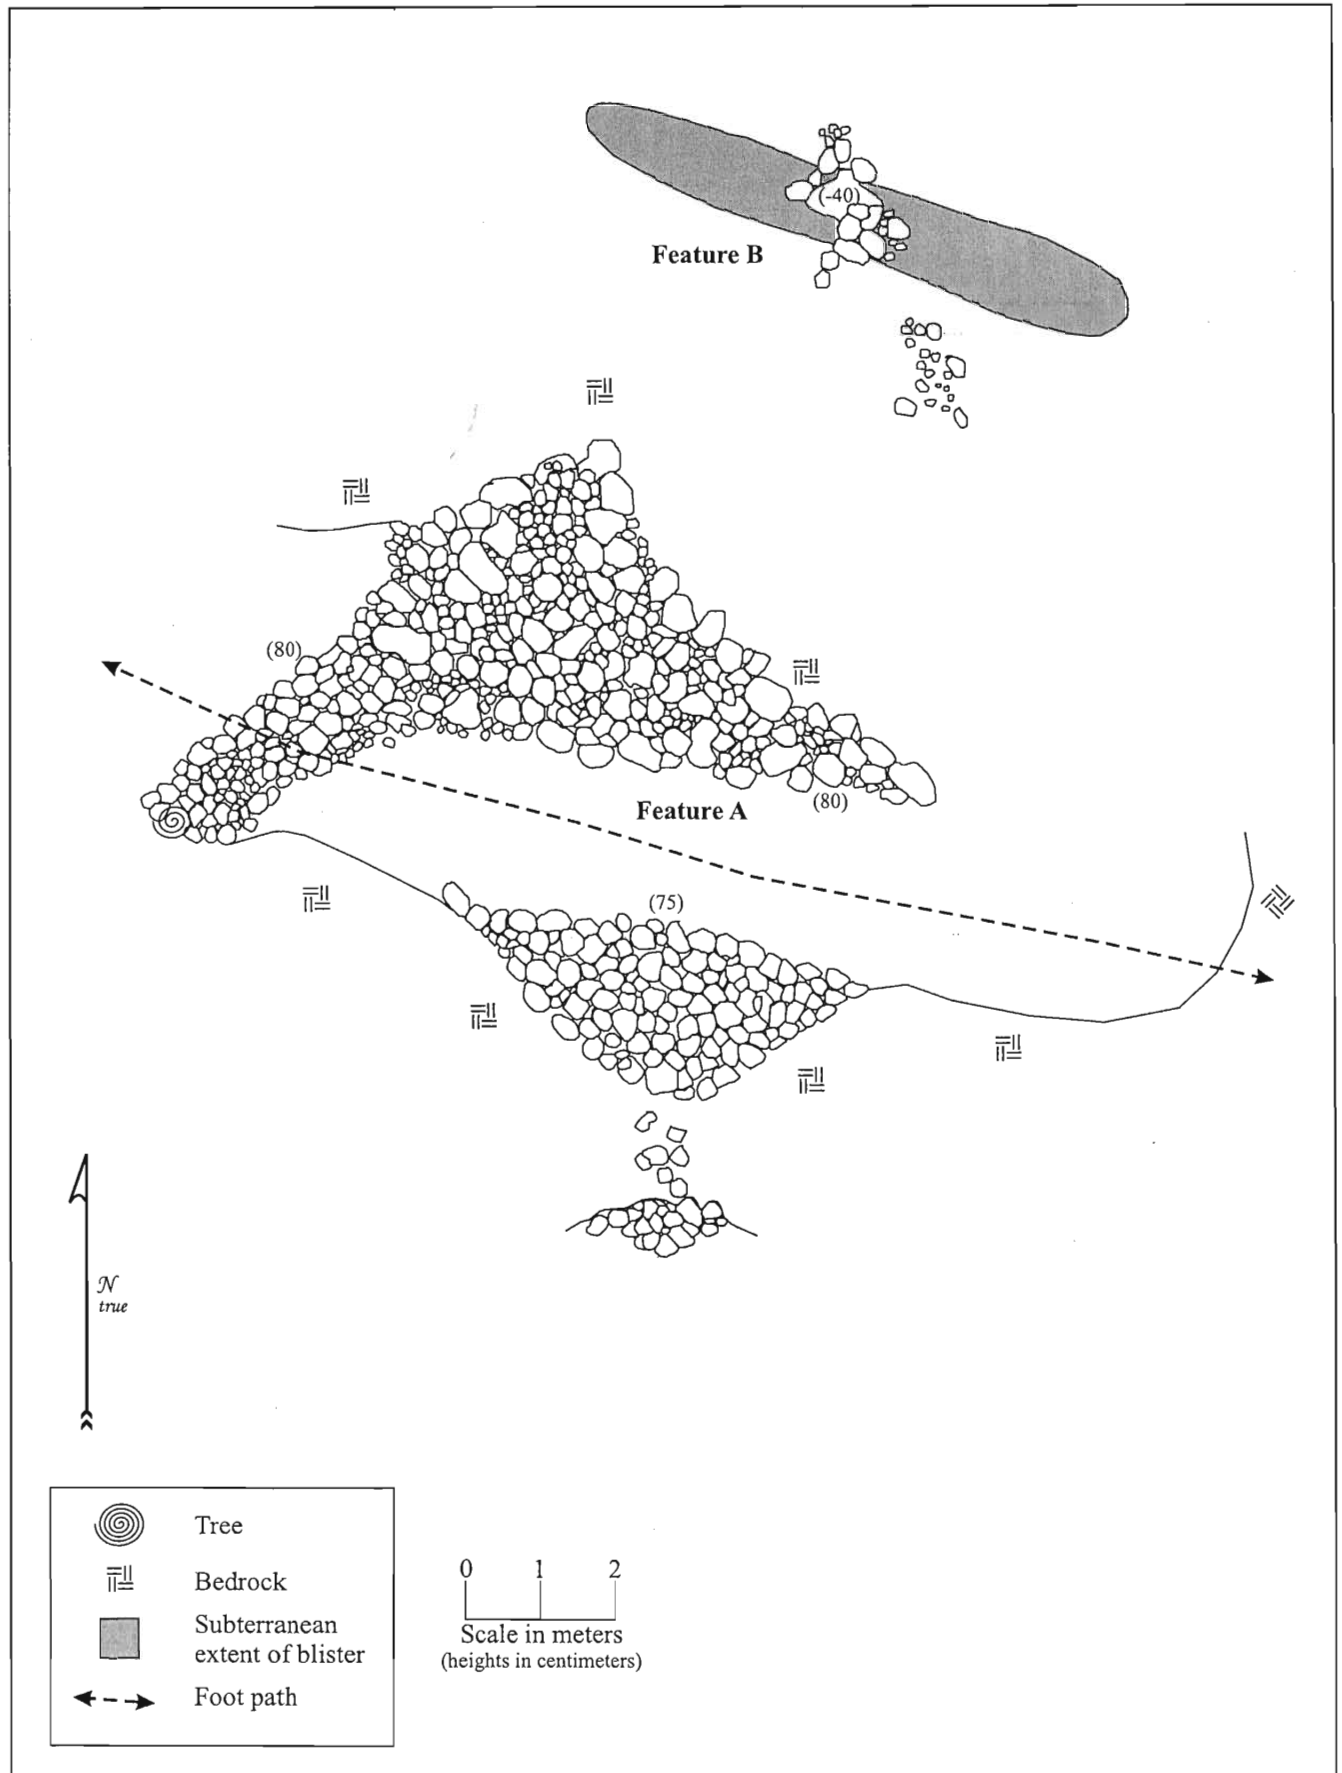 (-40)
Feature B
(80)
Feature A
(80)
(75)
N
true
Tree
Bedrock
Subterranean
extent of blister
Foot path
0 1 2
Scale in meters
(heights in centimeters)